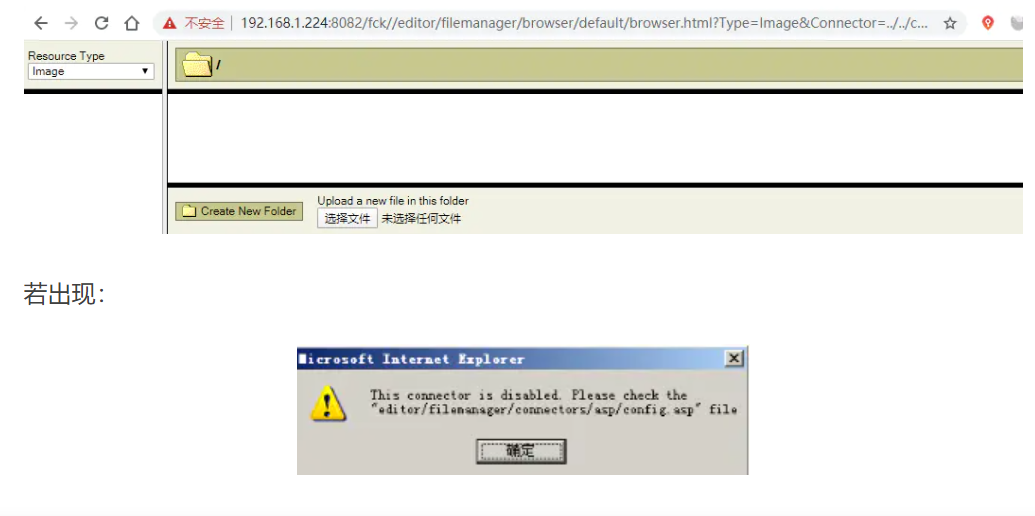 不安全 | 192.168.1.224:8082/fck//editor/filemanager/browser/default/browser.html?Type=Image&Connector=../../c...
Resource Type
Image
/
Upload a new file in this folder
Create New Folder
选择文件 未选择任何文件
若出现：
Microsoft Internet Explorer
This connector is disabled. Please check the
"editor/filemanager/connectors/asp/config.asp" file
确定